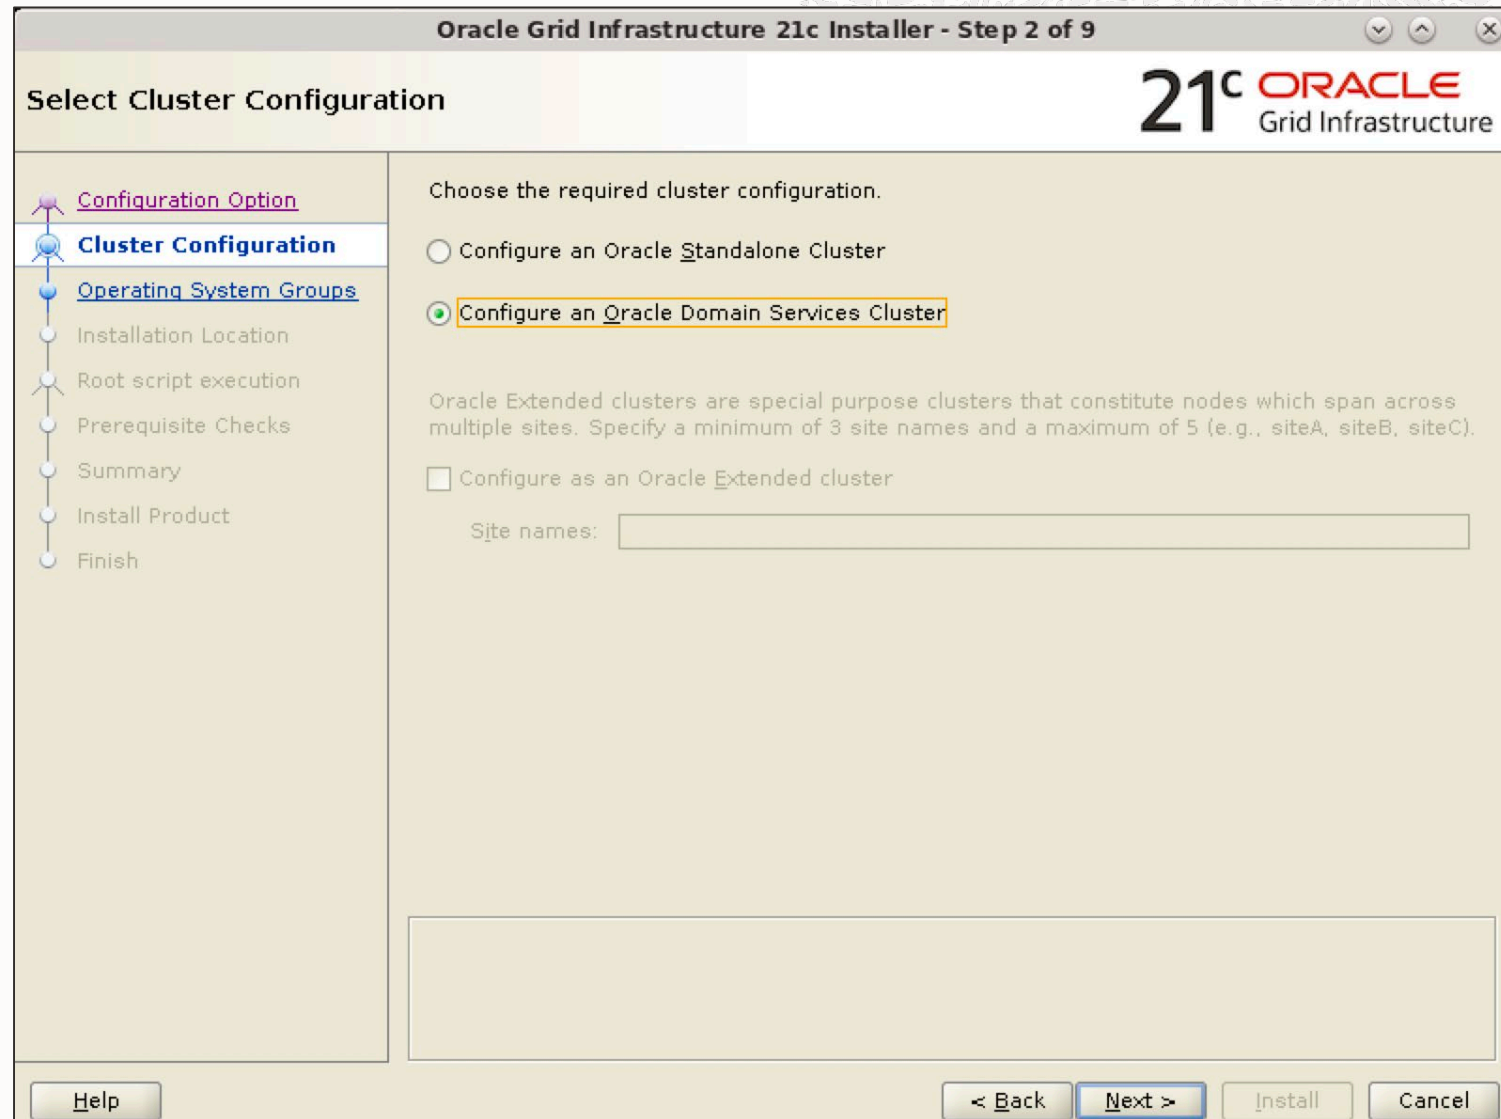 Oracle Grid Infrastructure 21c Installer - Step 2 of 9
Select Cluster Configuration
21c ORACLE
Grid Infrastructure
Configuration Option
Cluster Configuration
Operating System Groups
Installation Location
Root script execution
Prerequisite Checks
Summary
Install Product
Finish
Choose the required cluster configuration.
Configure an Oracle Standalone Cluster
Configure an Oracle Domain Services Cluster
Oracle Extended clusters are special purpose clusters that constitute nodes which span across
multiple sites. Specify a minimum of 3 site names and a maximum of 5 (e.g., siteA, siteB, siteC).
Configure as an Oracle Extended cluster
Site names:
Help
< Back
Next >
Install
Cancel